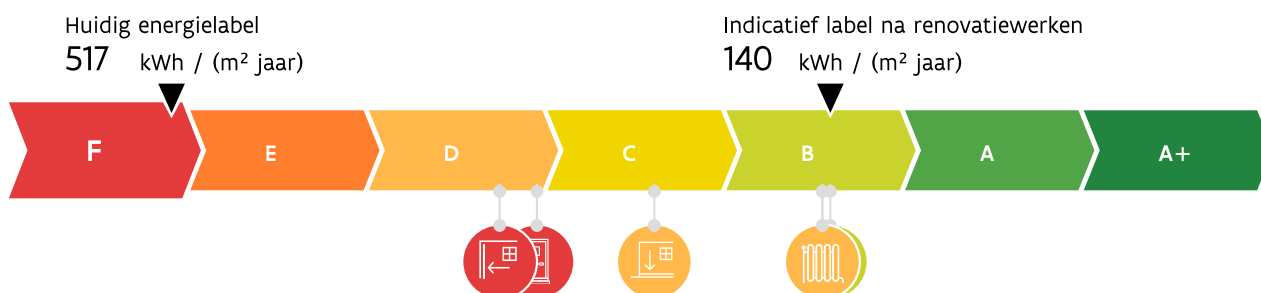 Huidig energielabel
517 kWh / (m² jaar)
Indicatief label na renovatiewerken
140 kWh / (m² jaar)
F E D C B A A+